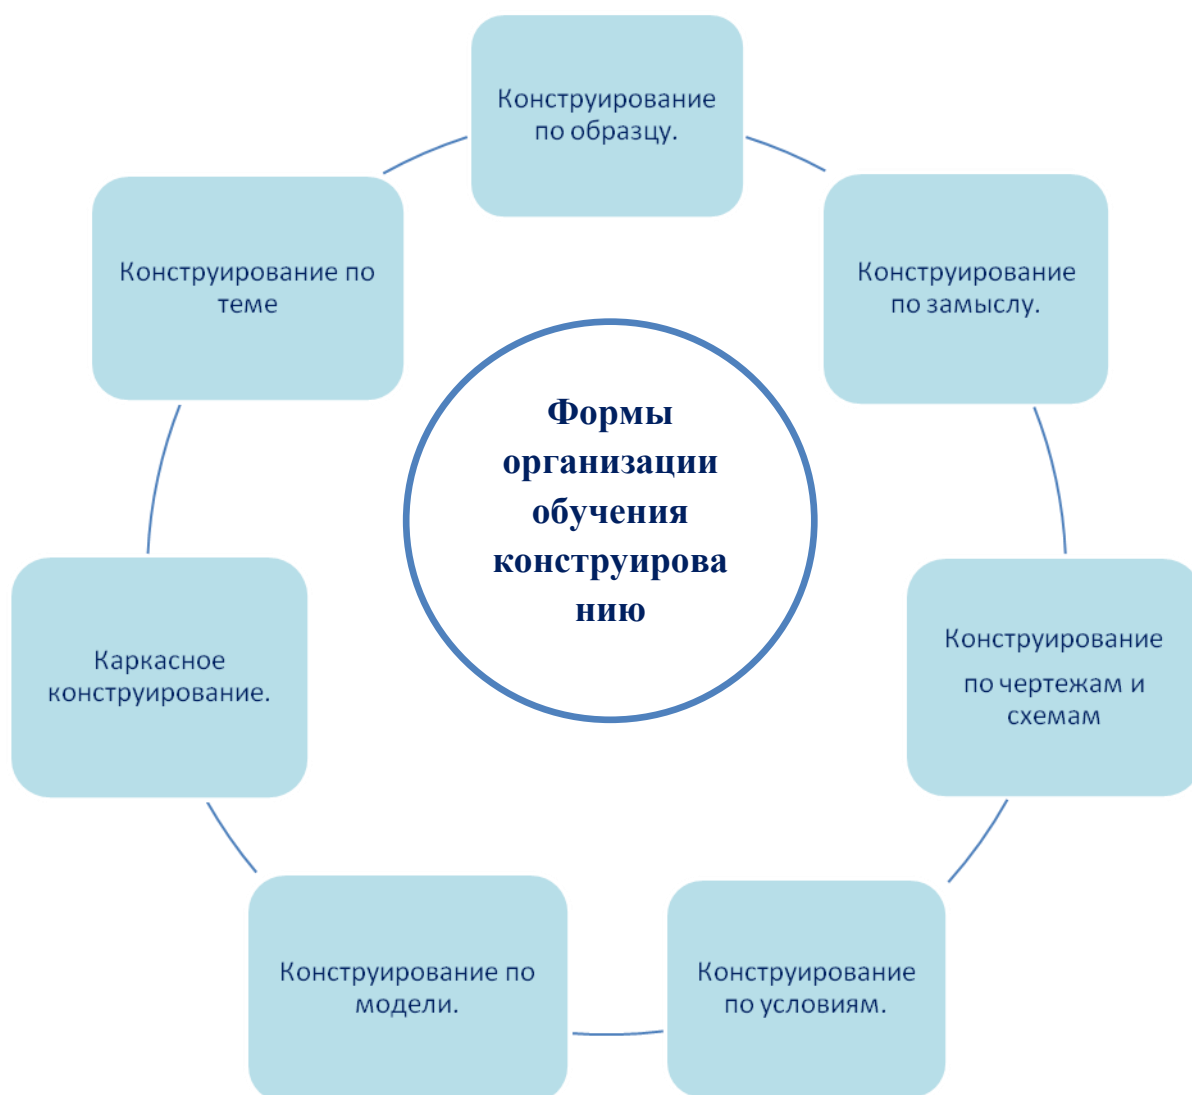 Конструирование
по образцу.
Конструирование
по замыслу.
Конструирование
по чертежам и
схемам
Конструирование
по условиям.
Конструирование по
модели.
Каркасное
конструирование.
Конструирование по
теме
Формы
организации
обучения
конструирова
нию